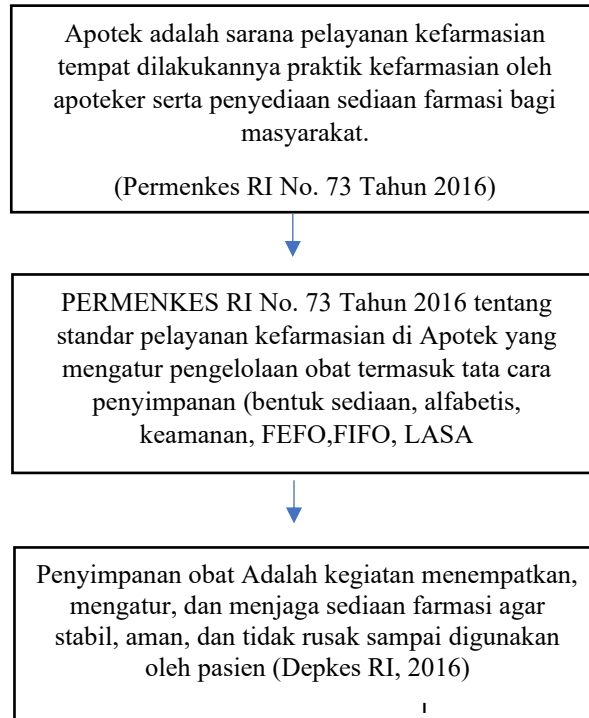 Apotek adalah sarana pelayanan kefarmasian
tempat dilakukannya praktik kefarmasian oleh
apoteker serta penyediaan sediaan farmasi bagi
masyarakat.
(Permenkes RI No. 73 Tahun 2016)
PERMENKES RI No. 73 Tahun 2016 tentang
standar pelayanan kefarmasian di Apotek yang
mengatur pengelolaan obat termasuk tata cara
penyimpanan (bentuk sediaan, alfabetis,
keamanan, FEFO,FIFO, LASA
Penyimpanan obat Adalah kegiatan menempatkan,
mengatur, dan menjaga sediaan farmasi agar
stabil, aman, dan tidak rusak sampai digunakan
oleh pasien (Depkes RI, 2016)